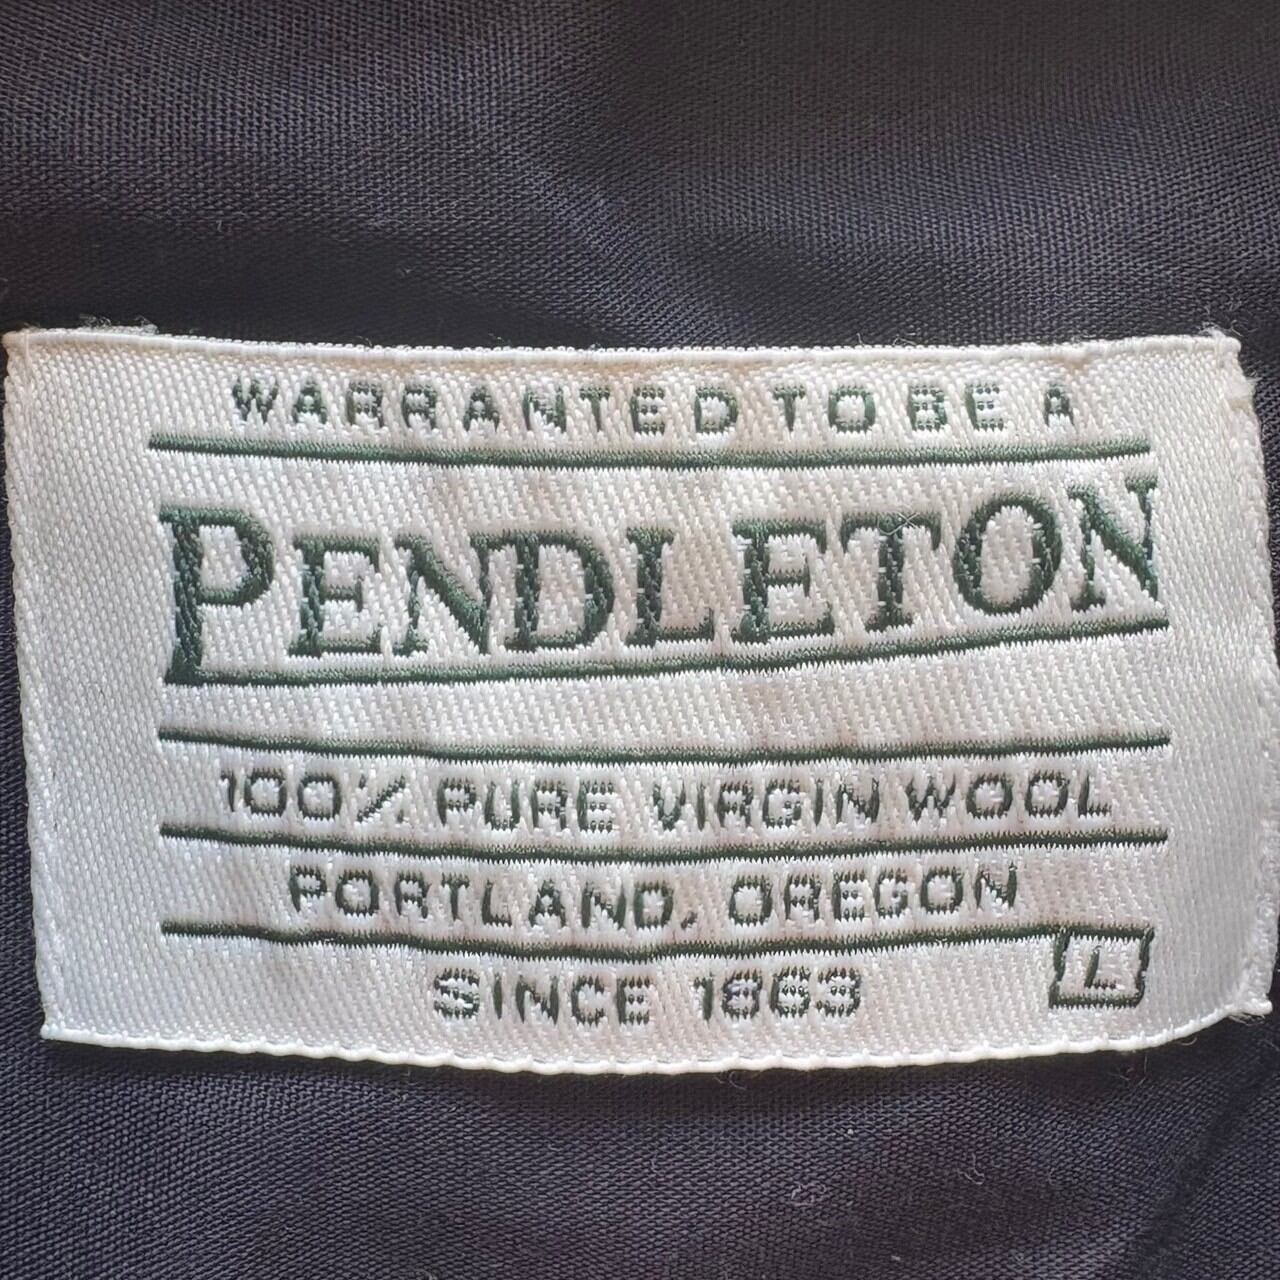 WARRANTED TO BE A
PENDLETON
100% PURE VIRGIN WOOL
PORTLAND, OREGON
SINCE 1863
L